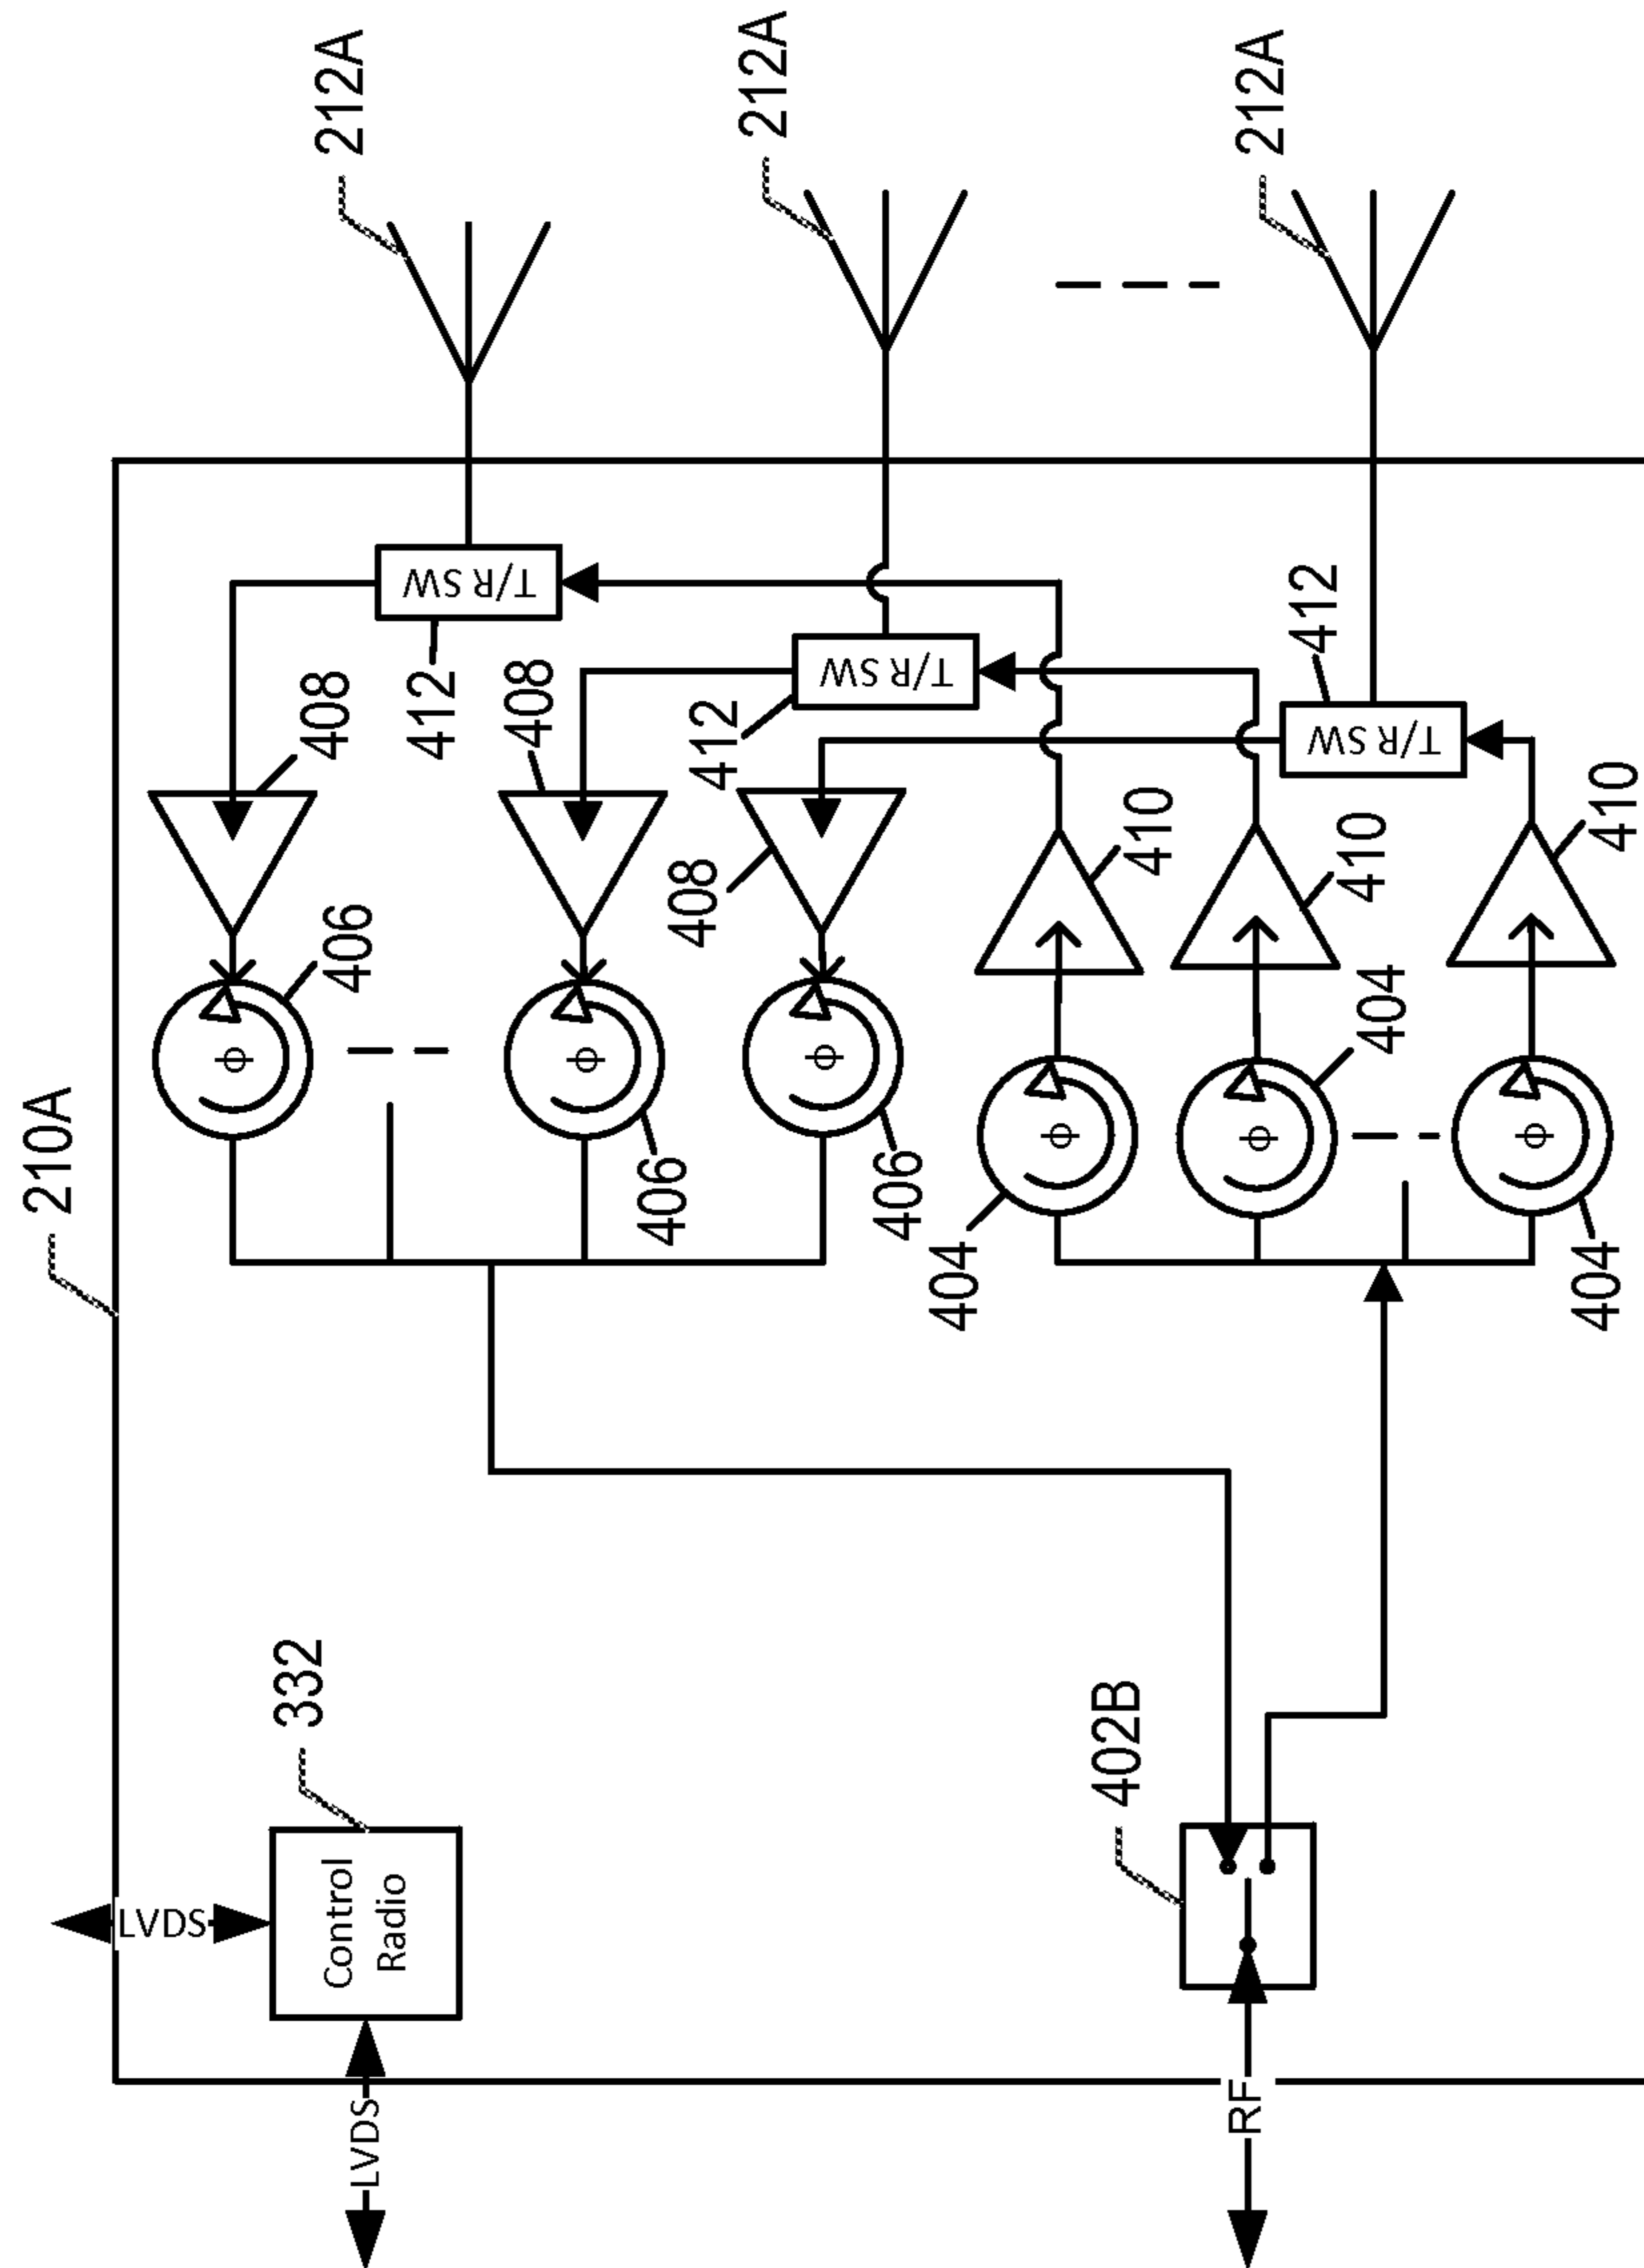 210A
212A
212A
212A
T/R SW
412
T/R SW
412
T/R SW
412
408
408
408
410
410
410
406
406
406
404
404
404
Φ
Φ
Φ
Φ
Φ
Φ
332
Control
Radio
LVDS
LVDS
402B
RF